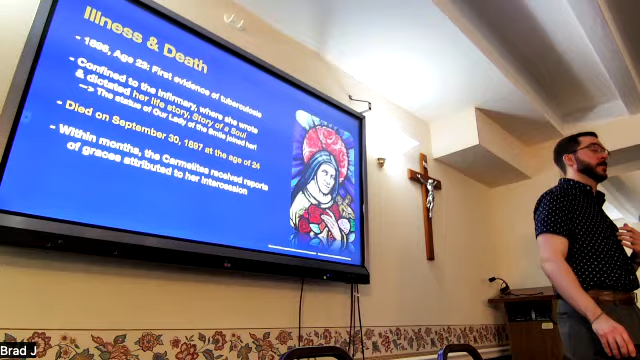 Illness & Death
- 1896, Age 23: First evidence of tuberculosis
- Confined to the infirmary, where she wrote
& dictated her life story, Story of a Soul
—> The statue of Our Lady of the Smile joined her!
- Died on September 30, 1897 at the age of 24
- Within months, the Carmelites received reports
of graces attributed to her intercession
Brad J